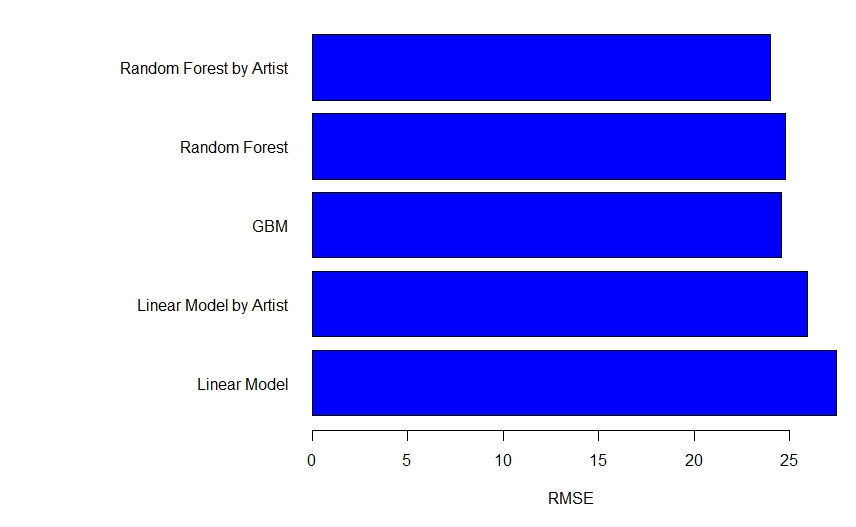 Random Forest by Artist
Random Forest
GBM
Linear Model by Artist
Linear Model
0 5 10 15 20 25
RMSE